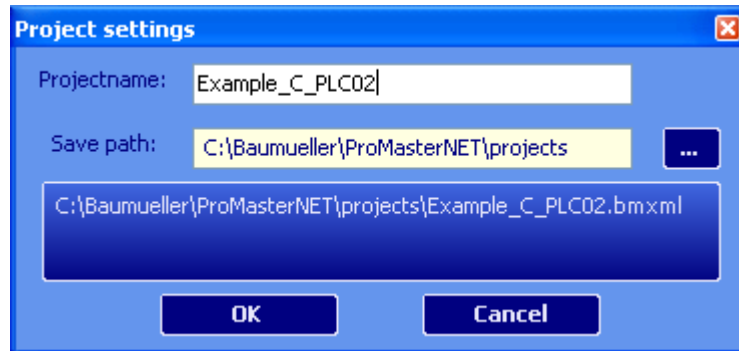 Project settings
Projectname: Example_C_PLC02
Save path: C:\Baumueller\ProMasterNET\projects ...
C:\Baumueller\ProMasterNET\projects\Example_C_PLC02.bmxml
OK Cancel